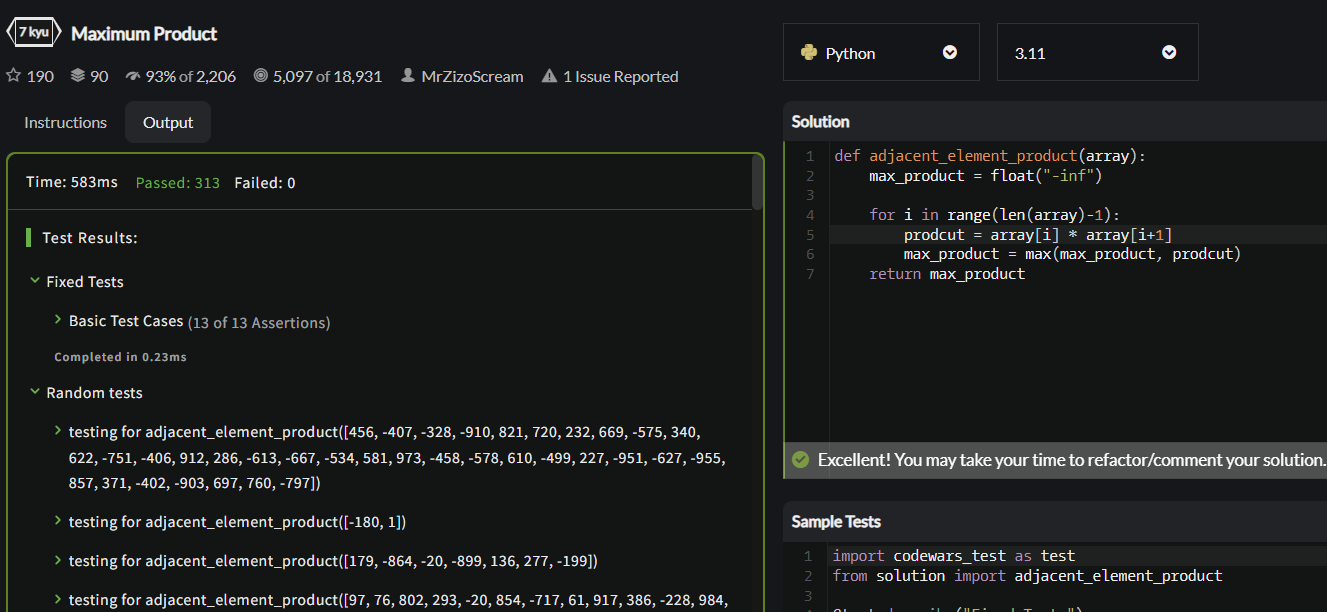 7 kyu Maximum Product
190 90 93% of 2,206 5,097 of 18,931 MrZizoScream 1 Issue Reported
Instructions Output
Time: 583ms Passed: 313 Failed: 0
Test Results:
Fixed Tests
Basic Test Cases (13 of 13 Assertions)
Completed in 0.23ms
Random tests
testing for adjacent_element_product([456, -407, -328, -910, 821, 720, 232, 669, -575, 340,
622, -751, -406, 912, 286, -613, -667, -534, 581, 973, -458, -578, 610, -499, 227, -951, -627, -955,
857, 371, -402, -903, 697, 760, -797])
testing for adjacent_element_product([-180, 1])
testing for adjacent_element_product([179, -864, -20, -899, 136, 277, -199])
testing for adjacent_element_product([97, 76, 802, 293, -20, 854, -717, 61, 917, 386, -228, 984,
Python 3.11
Solution
1 def adjacent_element_product(array):
2 max_product = float("-inf")
3
4 for i in range(len(array)-1):
5 prodcut = array[i] * array[i+1]
6 max_product = max(max_product, prodcut)
7 return max_product
Excellent! You may take your time to refactor/comment your solution.
Sample Tests
1 import codewars_test as test
2 from solution import adjacent_element_product
3